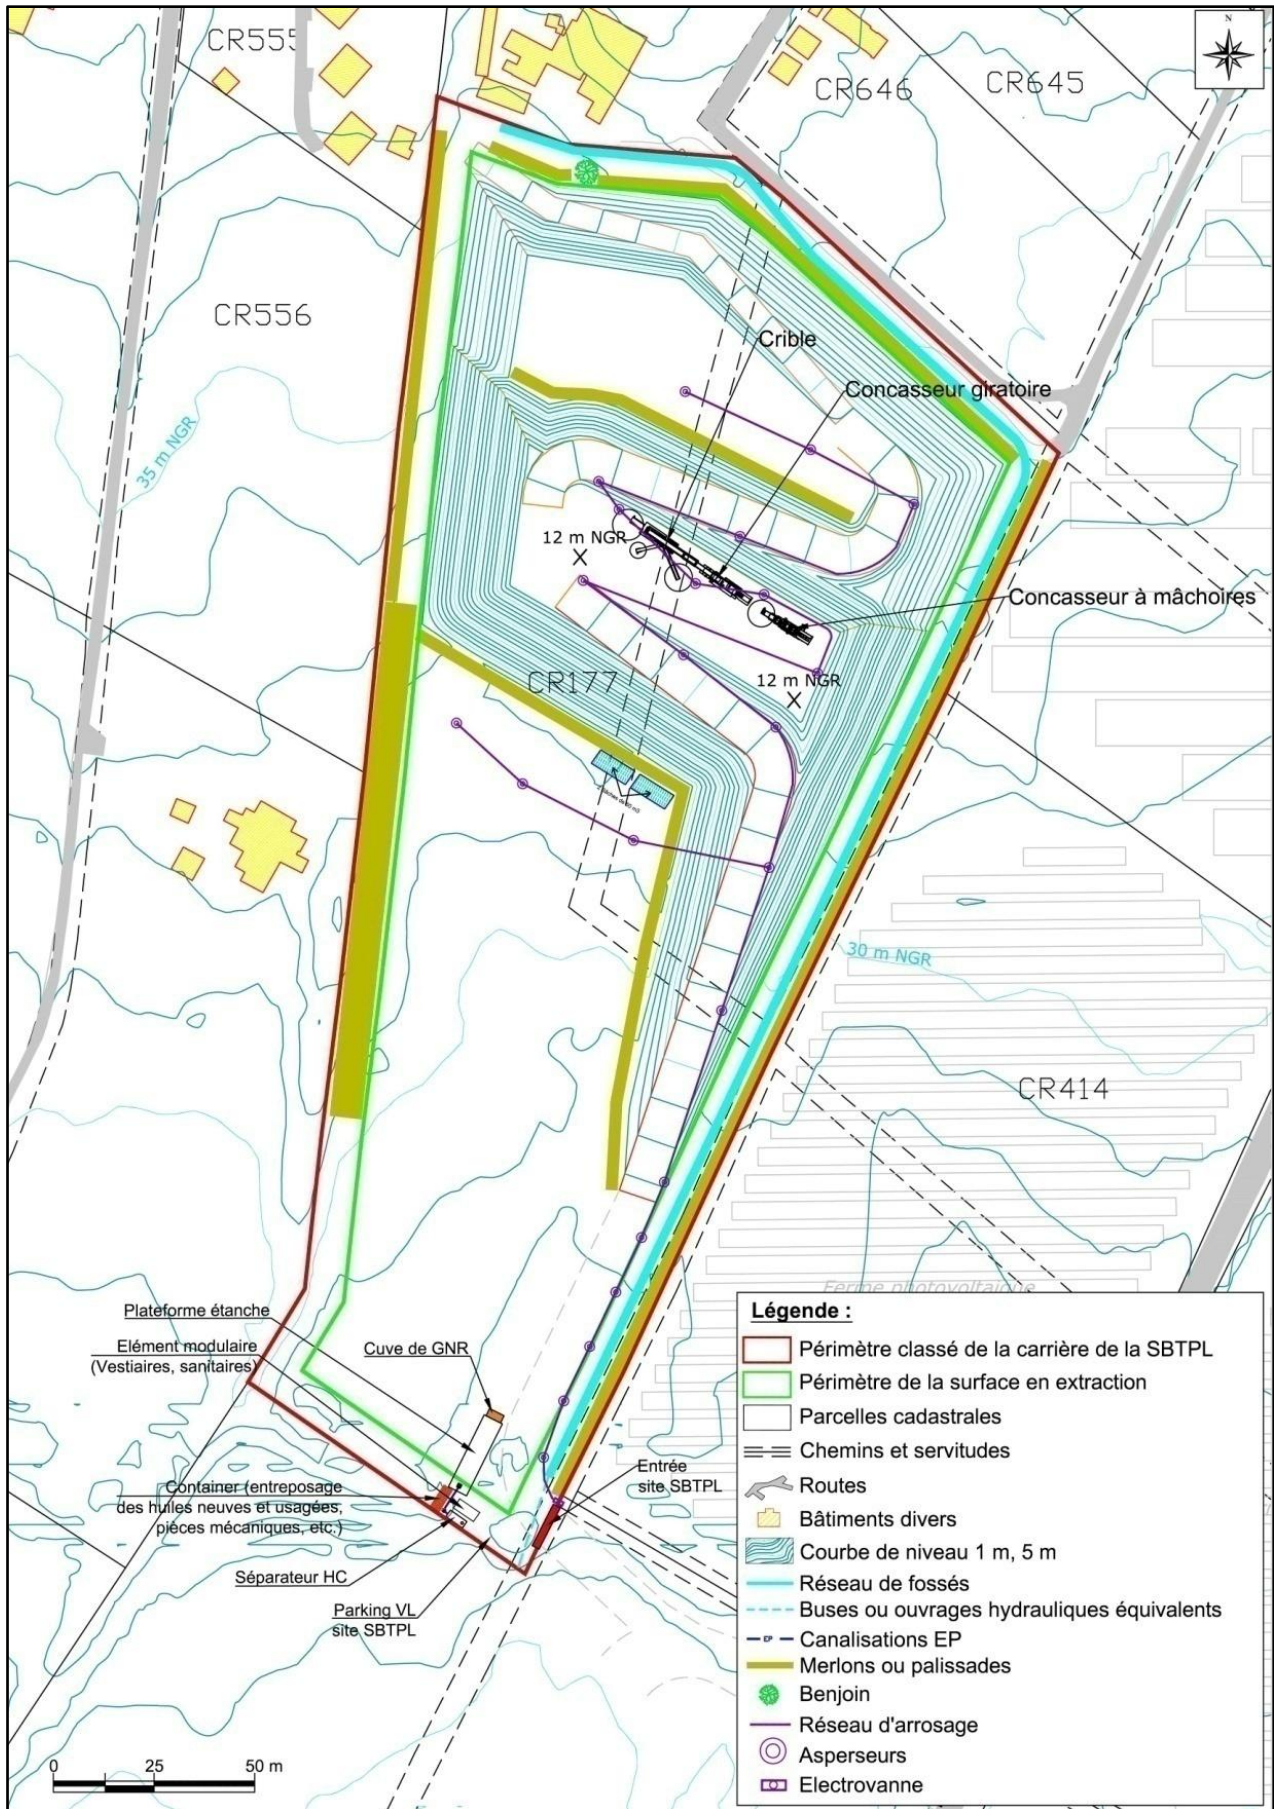 N
CR555
CR646
CR645
CR556
35 m NGR
Crible
Concasseur giratoire
12 m NGR
Concasseur à mâchoires
CR177
12 m NGR
30 m NGR
CR414
Ferme photovoltaïque
Plateforme étanche
Elément modulaire
(Vestiaires, sanitaires)
Cuve de GNR
Container (entreposage
des huiles neuves et usagées,
pièces mécaniques, etc.)
Entrée
site SBTPL
Séparateur HC
Parking VL
site SBTPL
0 25 50 m
Légende :
Périmètre classé de la carrière de la SBTPL
Périmètre de la surface en extraction
Parcelles cadastrales
Chemins et servitudes
Routes
Bâtiments divers
Courbe de niveau 1 m, 5 m
Réseau de fossés
Buses ou ouvrages hydrauliques équivalents
EP Canalisations EP
Merlons ou palissades
Benjoin
Réseau d'arrosage
Asperseurs
Electrovanne